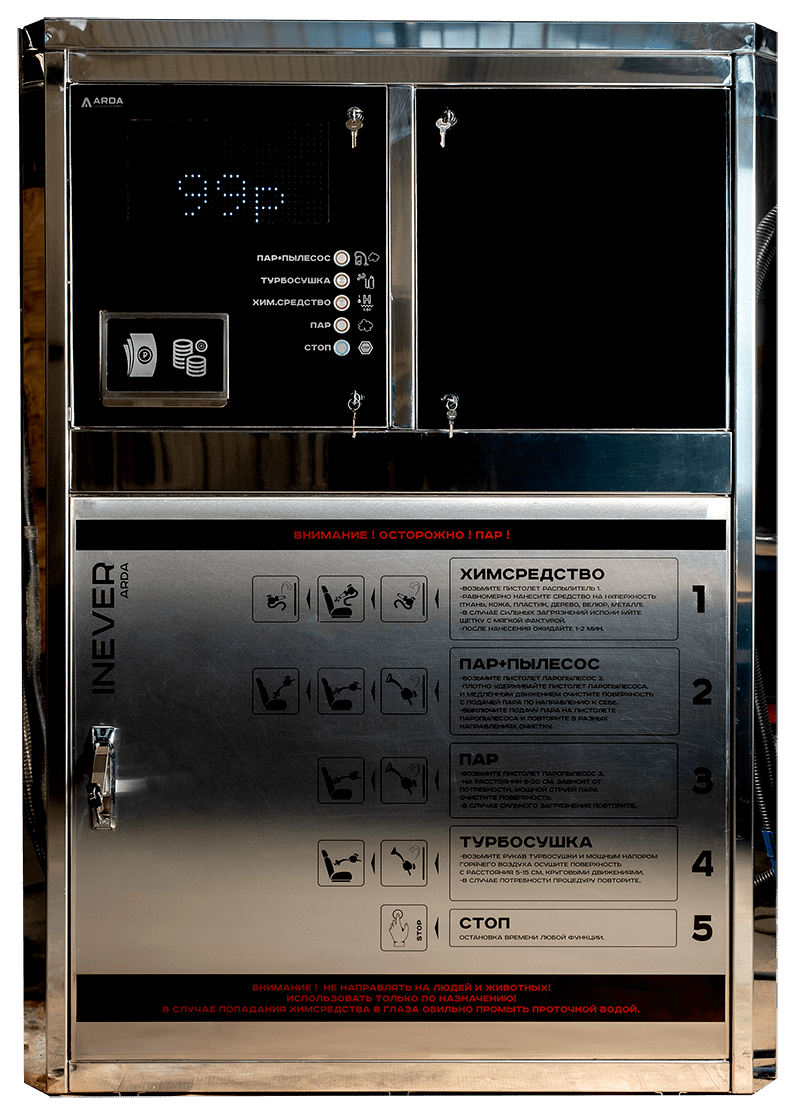 ARDA
99р
ПАР+ПЫЛЕСОС
ТУРБОСУШКА
ХИМ.СРЕДСТВО
ПАР
СТОП
ВНИМАНИЕ ! ОСТОРОЖНО ! ПАР !
INEVER
ARDA
ХИМСРЕДСТВО
-ВОЗЬМИТЕ ПИСТОЛЕТ РАСПЫЛИТЕЛЬ 1.
-РАВНОМЕРНО НАНЕСИТЕ СРЕДСТВО НА ПОВЕРХНОСТЬ
(ТКАНЬ, КОЖА, ПЛАСТИК, ДЕРЕВО, ВЕЛЮР, МЕТАЛЛ).
-В СЛУЧАЕ СИЛЬНЫХ ЗАГРЯЗНЕНИЙ ИСПОЛЬЗУЙТЕ
ЩЕТКУ С МЯГКОЙ ФАКТУРОЙ.
-ПОСЛЕ НАНЕСЕНИЯ ОЖИДАЙТЕ 1-2 МИН.
1
ПАР+ПЫЛЕСОС
-ВОЗЬМИТЕ ПИСТОЛЕТ ПАРОПЫЛЕСОС 2.
-ПЛОТНО УДЕРЖИВАЙТЕ ПИСТОЛЕТ ПАРОПЫЛЕСОСА,
И МЕДЛЕННЫМ ДВИЖЕНИЕМ ОЧИСТИТЕ ПОВЕРХНОСТЬ
С ПОДАЧЕЙ ПАРА ПО НАПРАВЛЕНИЮ К СЕБЕ.
-ВЫКЛЮЧИТЕ ПОДАЧУ ПАРА НА ПИСТОЛЕТЕ
ПАРОПЫЛЕСОСА И ПОВТОРИТЕ В РАЗНЫХ
НАПРАВЛЕНИЯХ ОЧИСТКУ.
2
ПАР
-ВОЗЬМИТЕ ПИСТОЛЕТ ПАРОПЫЛЕСОС 3.
-НА РАССТОЯНИИ 5-20 СМ, ЗАВИСИТ ОТ
ПОТРЕБНОСТИ, МОЩНОЙ СТРУЕЙ ПАРА
ОЧИСТИТЕ ПОВЕРХНОСТЬ.
-В СЛУЧАЕ СИЛЬНОГО ЗАГРЯЗНЕНИЯ ПОВТОРИТЕ.
3
ТУРБОСУШКА
-ВОЗЬМИТЕ РУКАВ ТУРБОСУШКИ И МОЩНЫМ НАПОРОМ
ГОРЯЧЕГО ВОЗДУХА ОСУШИТЕ ПОВЕРХНОСТЬ
С РАССТОЯНИЯ 5-15 СМ, КРУГОВЫМИ ДВИЖЕНИЯМИ.
-В СЛУЧАЕ ПОТРЕБНОСТИ ПРОЦЕДУРУ ПОВТОРИТЕ.
4
STOP
СТОП
ОСТАНОВКА ВРЕМЕНИ ЛЮБОЙ ФУНКЦИИ.
5
ВНИМАНИЕ ! НЕ НАПРАВЛЯТЬ НА ЛЮДЕЙ И ЖИВОТНЫХ!
ИСПОЛЬЗОВАТЬ ТОЛЬКО ПО НАЗНАЧЕНИЮ!
В СЛУЧАЕ ПОПАДАНИЯ ХИМСРЕДСТВА В ГЛАЗА ОБИЛЬНО ПРОМЫТЬ ПРОТОЧНОЙ ВОДОЙ.